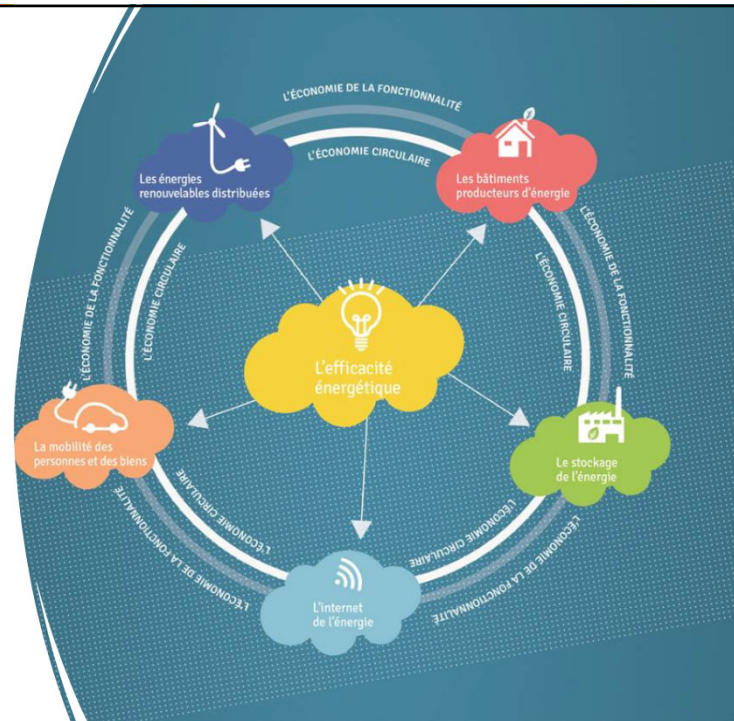 L'ÉCONOMIE DE LA FONCTIONNALITÉ
L'ÉCONOMIE CIRCULAIRE
Les énergies
renouvelables distribuées
Les bâtiments
producteurs d'énergie
L'ÉCONOMIE DE LA FONCTIONNALITÉ
L'ÉCONOMIE CIRCULAIRE
L'ÉCONOMIE CIRCULAIRE
L'ÉCONOMIE DE LA FONCTIONNALITÉ
L'efficacité
énergétique
La mobilité des
personnes et des biens
Le stockage
de l'énergie
L'ÉCONOMIE CIRCULAIRE
L'ÉCONOMIE DE LA FONCTIONNALITÉ
L'ÉCONOMIE CIRCULAIRE
L'ÉCONOMIE DE LA FONCTIONNALITÉ
L'internet
de l'énergie